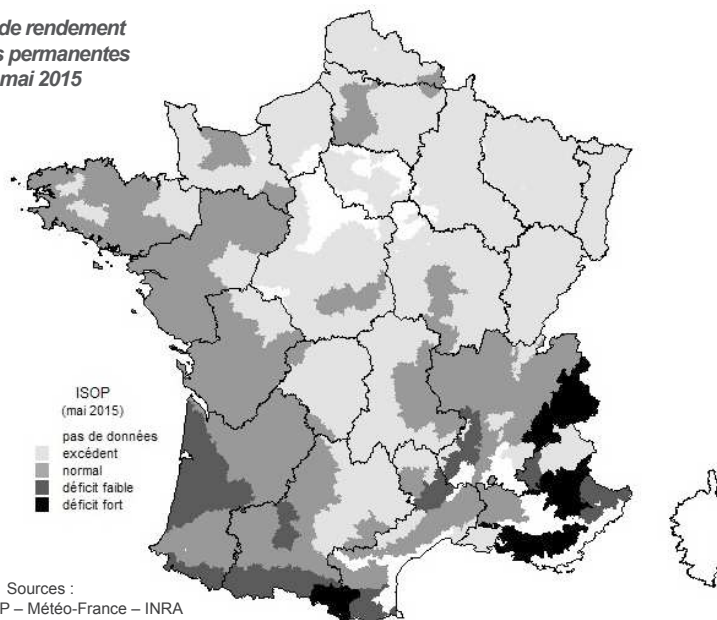 de rendement
s permanentes
mai 2015
ISOP
(mai 2015)
pas de données
excédent
normal
déficit faible
déficit fort
Sources :
P – Météo-France – INRA